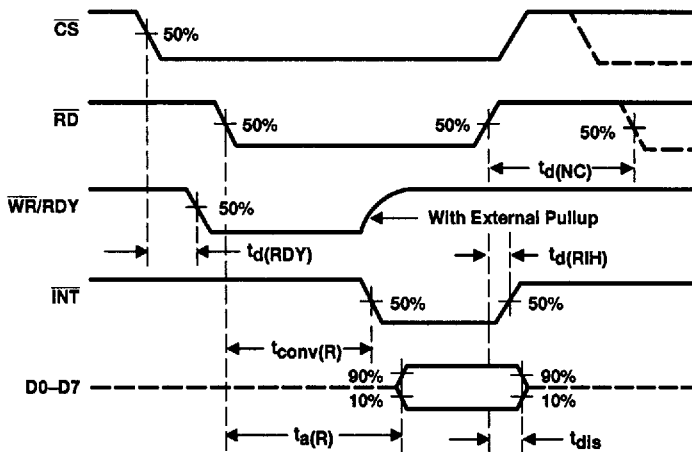 CS
50%
RD
50%
50%
50%
td(NC)
WR/RDY
50%
With External Pullup
td(RDY)
td(RIH)
INT
50%
50%
tconv(R)
D0–D7
90%
10%
90%
10%
ta(R)
tdis